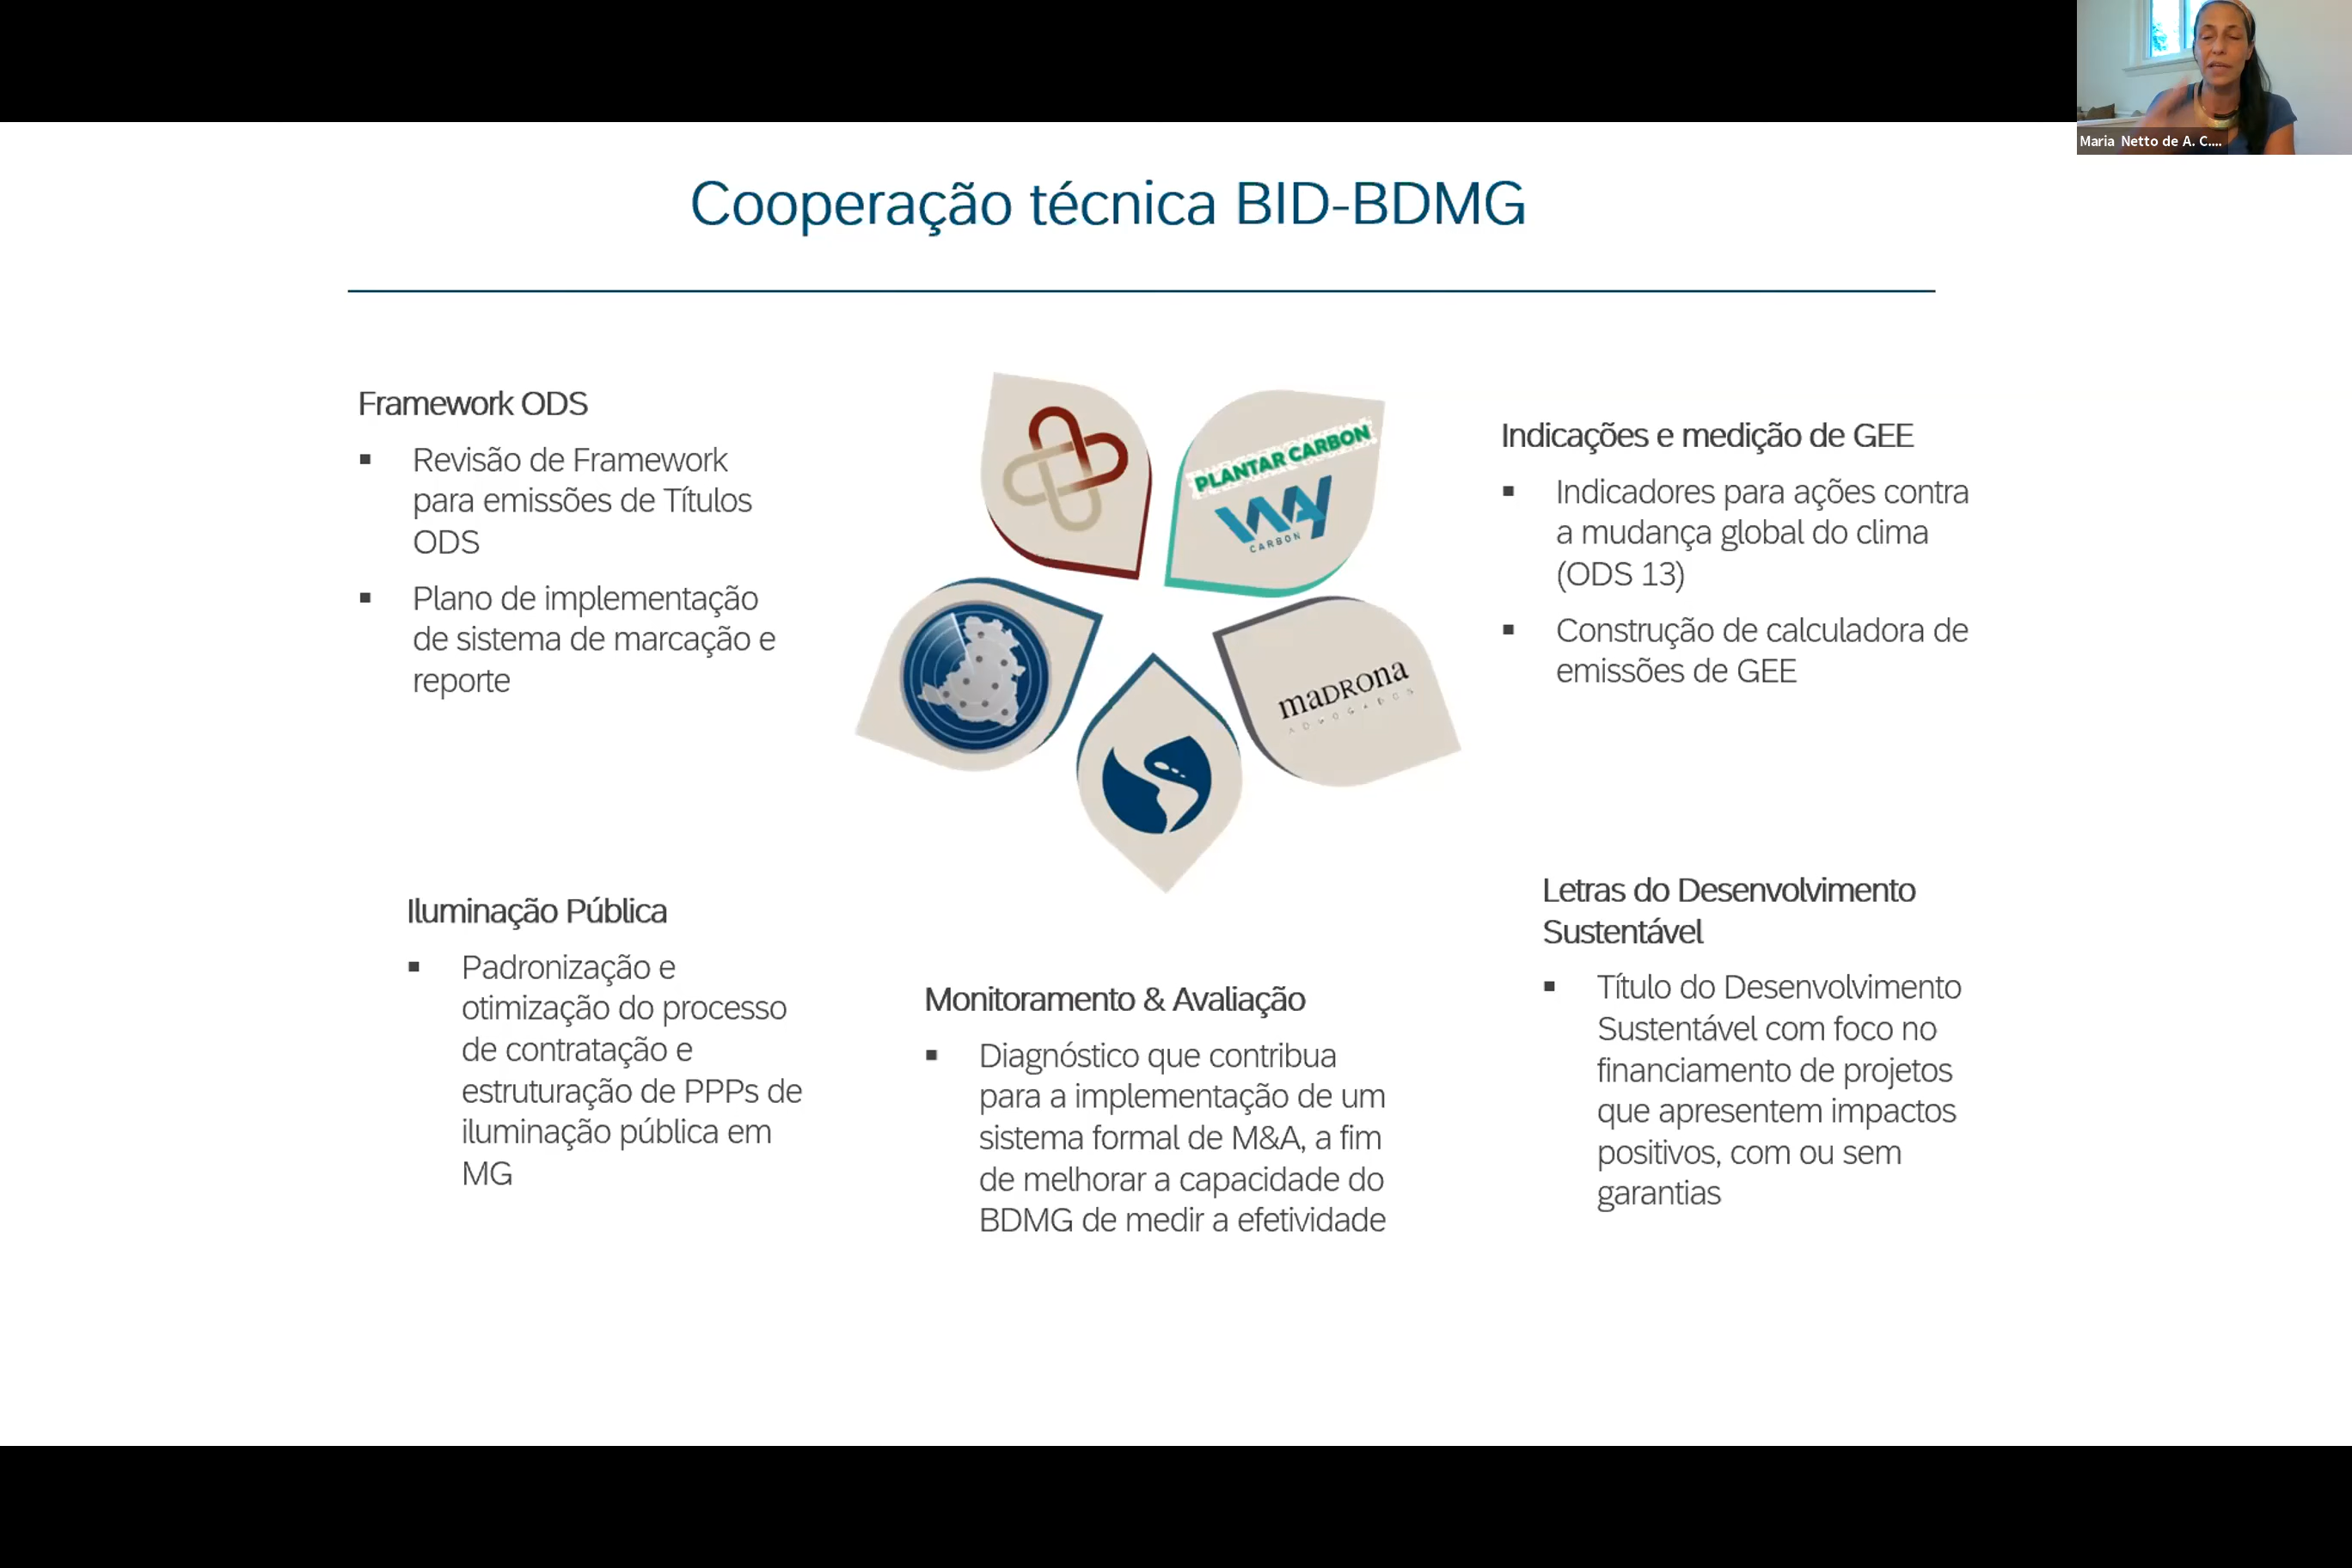 Maria Netto de A. C....
Cooperação técnica BID-BDMG
Framework ODS
▪ Revisão de Framework
para emissões de Títulos
ODS
▪ Plano de implementação
de sistema de marcação e
reporte
PLANTAR CARBON
WAY
CARBON
Indicações e medição de GEE
▪ Indicadores para ações contra
a mudança global do clima
(ODS 13)
▪ Construção de calculadora de
emissões de GEE
maDRona
ADVOGADOS
Iluminação Pública
▪ Padronização e
otimização do processo
de contratação e
estruturação de PPPs de
iluminação pública em
MG
Monitoramento & Avaliação
▪ Diagnóstico que contribua
para a implementação de um
sistema formal de M&A, a fim
de melhorar a capacidade do
BDMG de medir a efetividade
Letras do Desenvolvimento
Sustentável
▪ Título do Desenvolvimento
Sustentável com foco no
financiamento de projetos
que apresentem impactos
positivos, com ou sem
garantias